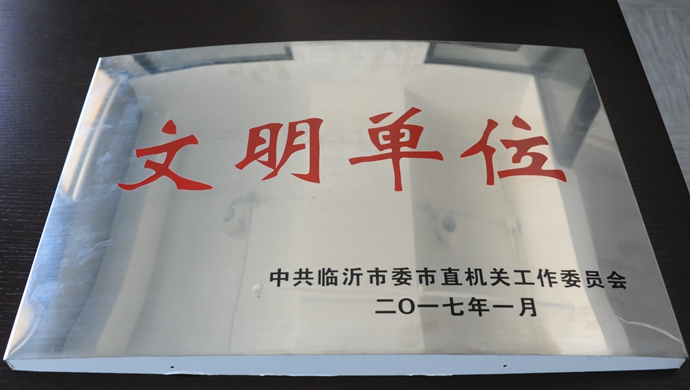 文明单位
中共临沂市委市直机关工作委员会
二〇一七年一月